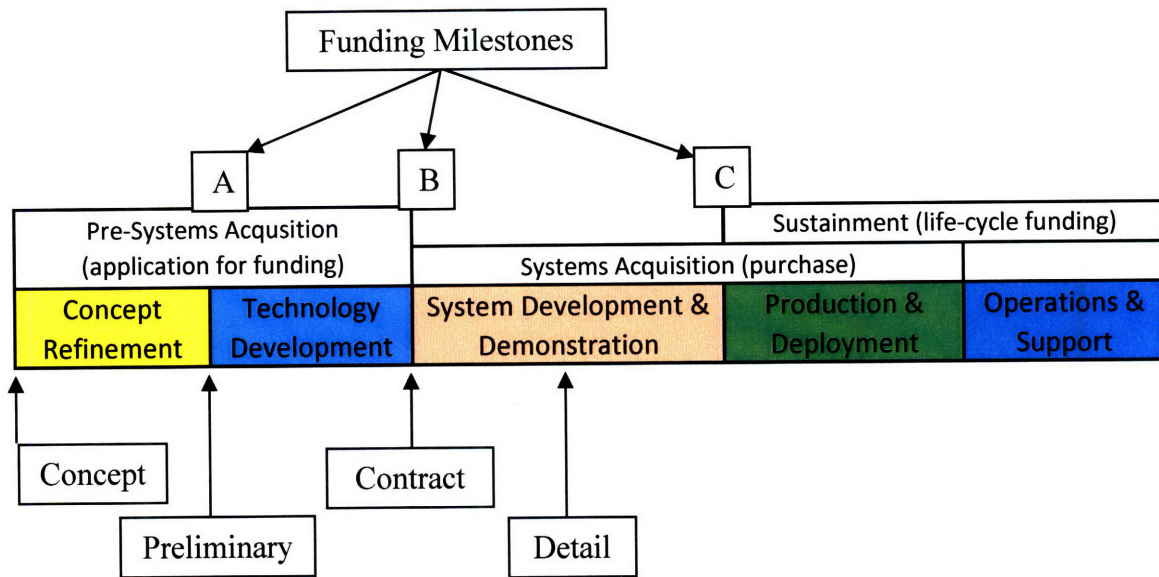 Funding Milestones
A
B
C
Pre-Systems Acqusition
(application for funding)
Sustainment (life-cycle funding)
Systems Acquisition (purchase)
Concept
Refinement
Technology
Development
System Development &
Demonstration
Production &
Deployment
Operations &
Support
Concept
Contract
Preliminary
Detail